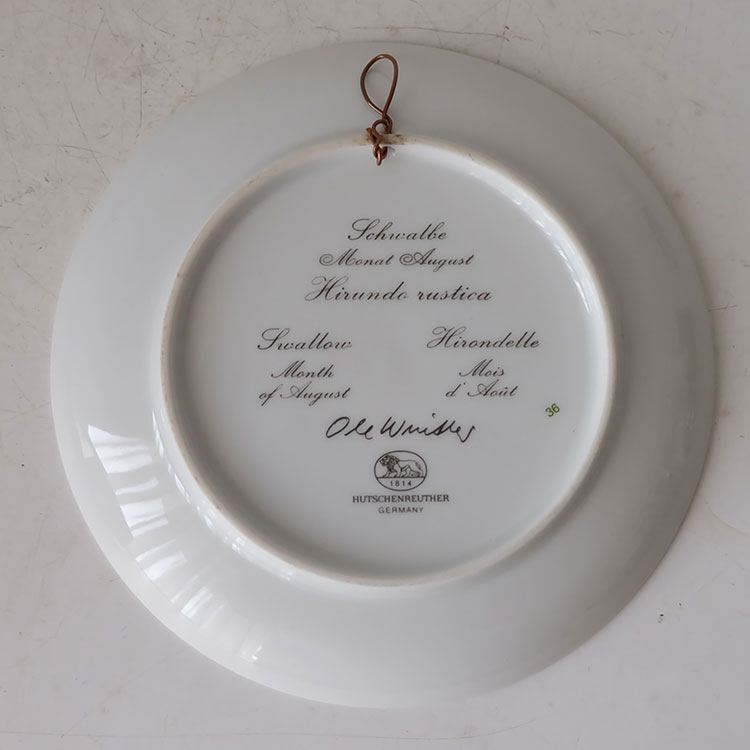 Schwalbe
Monat August
Hirundo rustica
Swallow
Month
of August
Hirondelle
Mois
d'Août
36
Ole Winther
1814
HUTSCHENREUTHER
GERMANY